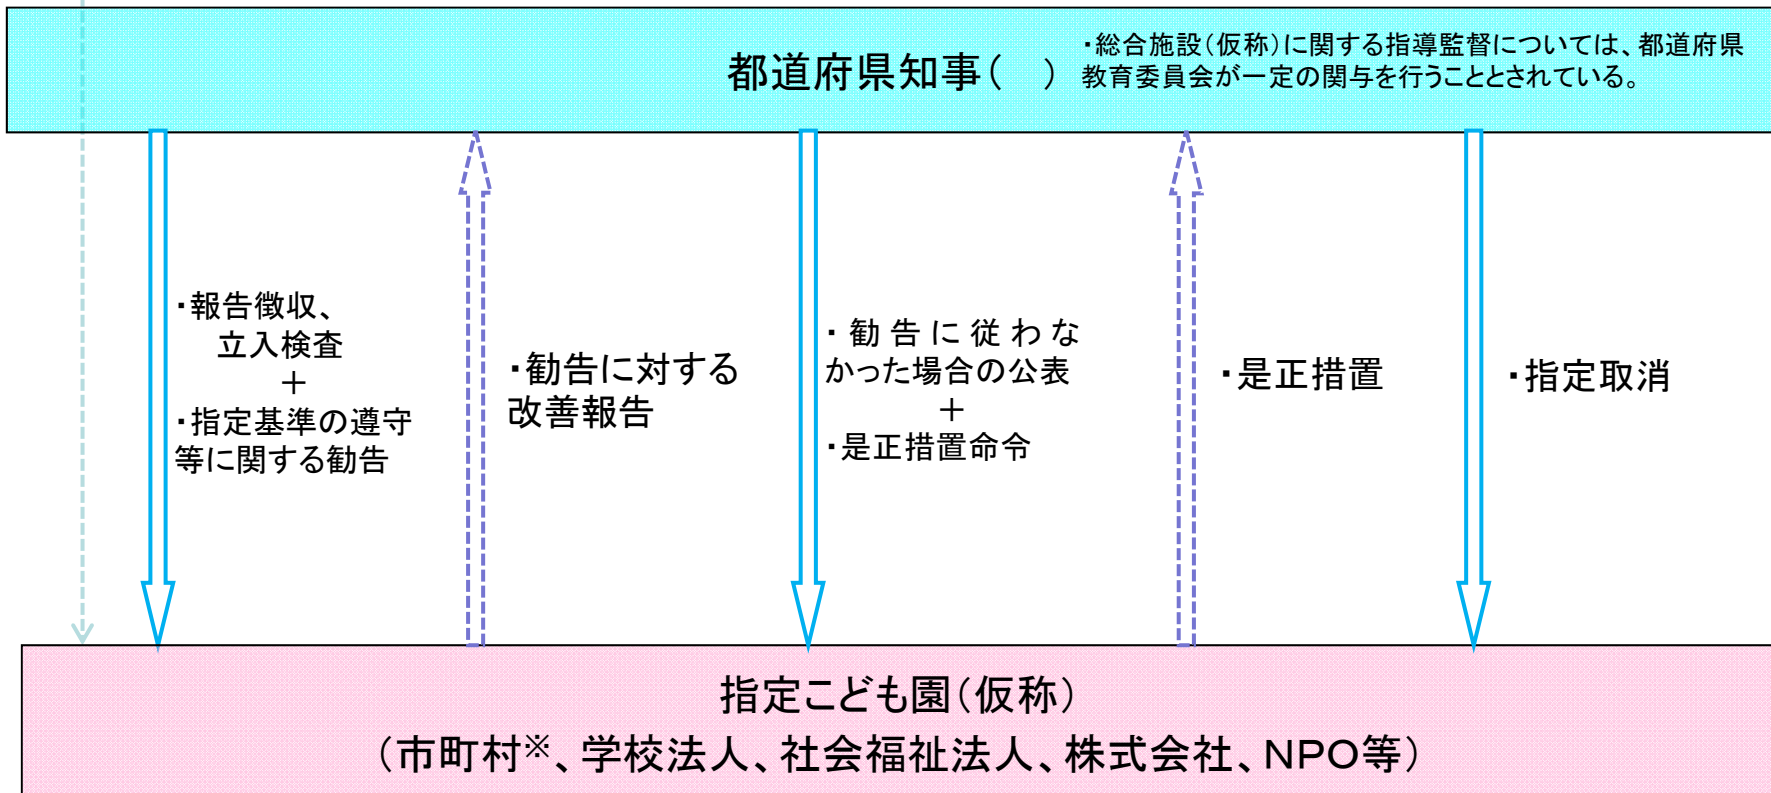 都道府県知事(　)
・総合施設(仮称)に関する指導監督については、都道府県
教育委員会が一定の関与を行うこととされている。
・報告徴収、
立入検査
＋
・指定基準の遵守
等に関する勧告
・勧告に対する
改善報告
・勧告に従わな
かった場合の公表
＋
・是正措置命令
・是正措置
・指定取消
指定こども園(仮称)
(市町村※、学校法人、社会福祉法人、株式会社、NPO等)